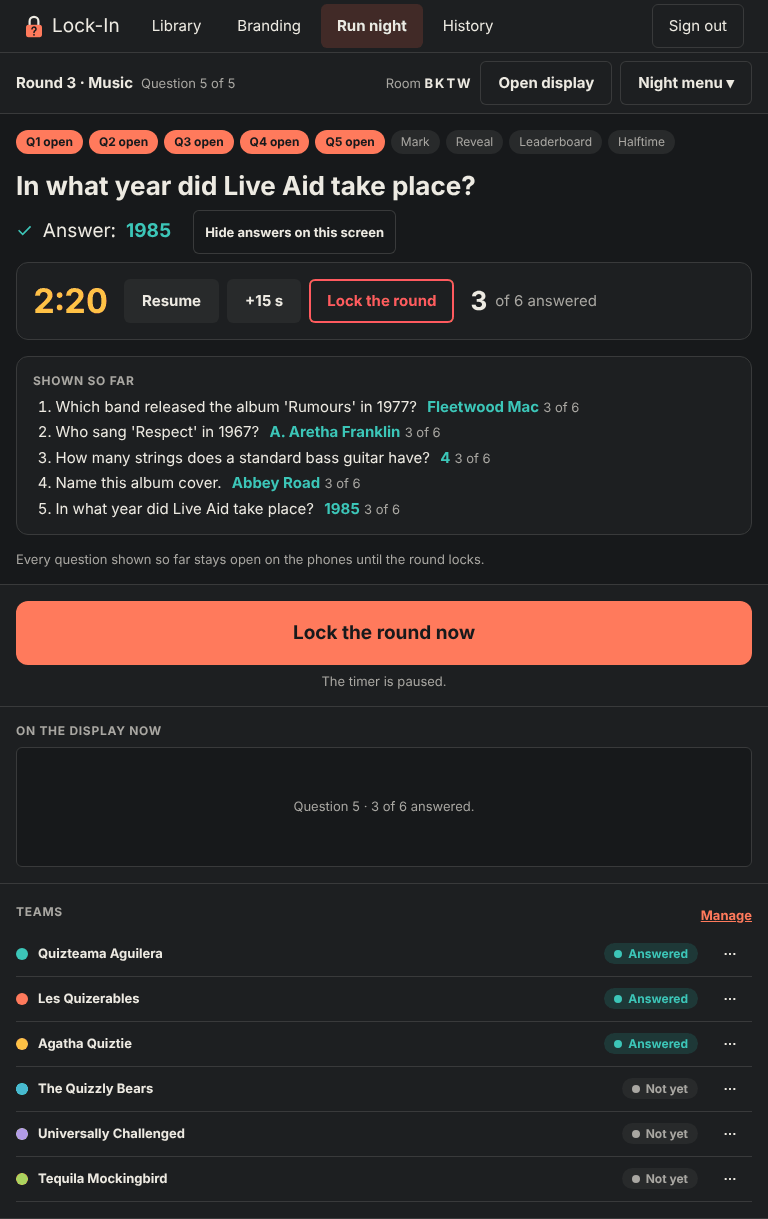 Lock-In Library Branding Run night History Sign out
Round 3 · Music Question 5 of 5 Room BKTW Open display Night menu ▾
Q1 open Q2 open Q3 open Q4 open Q5 open Mark Reveal Leaderboard Halftime
In what year did Live Aid take place?
✓ Answer: 1985 Hide answers on this screen
2:20 Resume +15 s Lock the round 3 of 6 answered
SHOWN SO FAR
1. Which band released the album 'Rumours' in 1977? Fleetwood Mac 3 of 6
2. Who sang 'Respect' in 1967? A. Aretha Franklin 3 of 6
3. How many strings does a standard bass guitar have? 4 3 of 6
4. Name this album cover. Abbey Road 3 of 6
5. In what year did Live Aid take place? 1985 3 of 6
Every question shown so far stays open on the phones until the round locks.
Lock the round now
The timer is paused.
ON THE DISPLAY NOW
Question 5 · 3 of 6 answered.
TEAMS Manage
Quizteama Aguilera Answered ...
Les Quizerables Answered ...
Agatha Quiztie Answered ...
The Quizzly Bears Not yet ...
Universally Challenged Not yet ...
Tequila Mockingbird Not yet ...